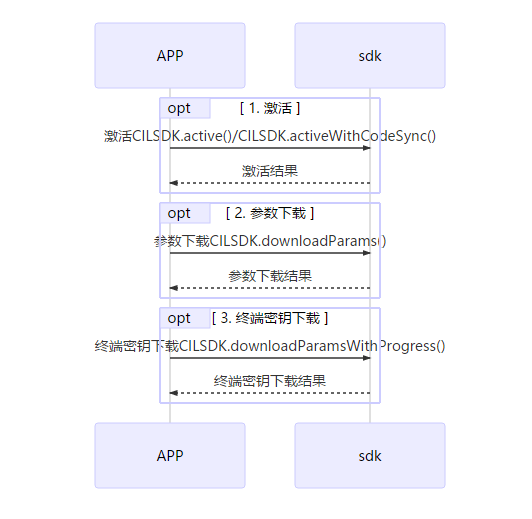 APP
sdk
opt
[ 1. 激活 ]
激活CILSDK.active()/CILSDK.activeWithCodeSync()
激活结果
opt
[ 2. 参数下载 ]
参数下载CILSDK.downloadParams()
参数下载结果
opt
[ 3. 终端密钥下载 ]
终端密钥下载CILSDK.downloadParamsWithProgress()
终端密钥下载结果
APP
sdk